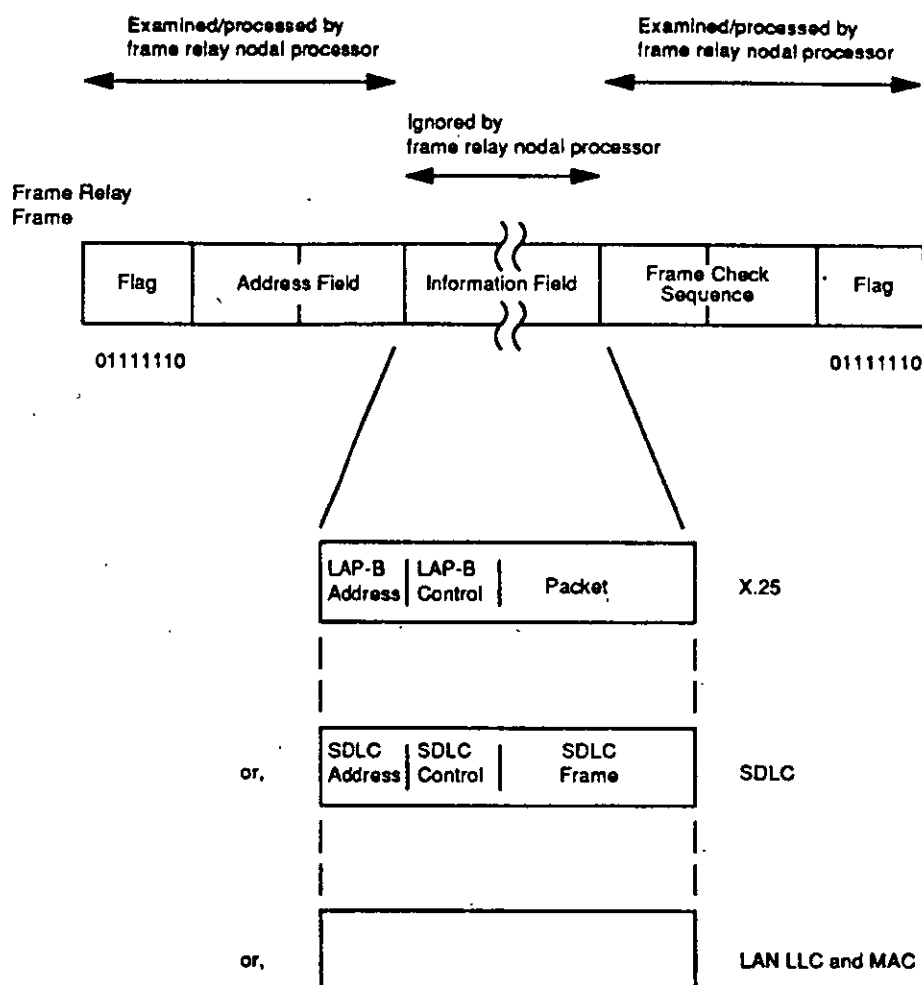 Examined/processed by
frame relay nodal processor
Examined/processed by
frame relay nodal processor
Ignored by
frame relay nodal processor
Frame Relay
Frame
Flag
Address Field
Information Field
Frame Check
Sequence
Flag
01111110
01111110
LAP-B
Address
LAP-B
Control
Packet
X.25
or,
SDLC
Address
SDLC
Control
SDLC
Frame
SDLC
or,
LAN LLC and MAC